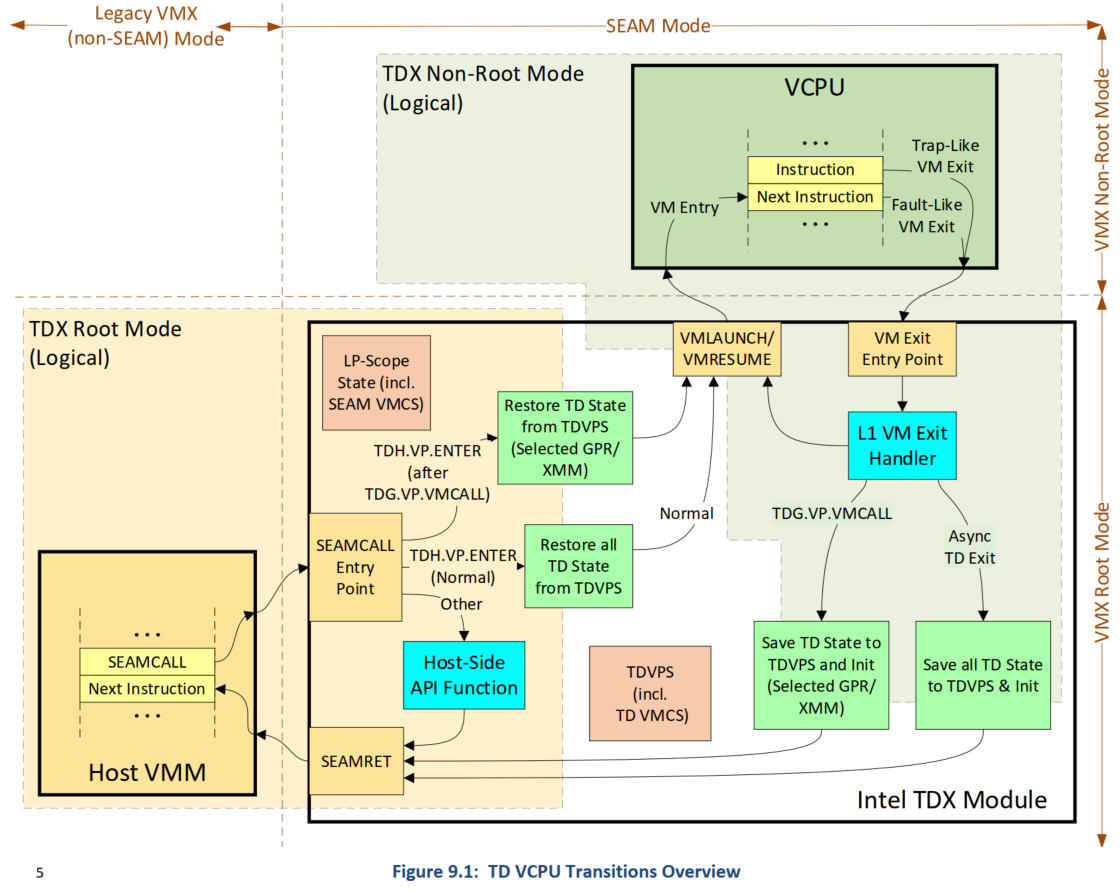 Legacy VMX
(non-SEAM) Mode
SEAM Mode
TDX Non-Root Mode
(Logical)
VCPU
• • •
Instruction
Next Instruction
• • •
VM Entry
Trap-Like
VM Exit
Fault-Like
VM Exit
VMX Non-Root Mode
TDX Root Mode
(Logical)
LP-Scope
State (incl.
SEAM VMCS)
VMLAUNCH/
VMRESUME
VM Exit
Entry Point
Restore TD State
from TDVPS
(Selected GPR/
XMM)
TDH.VP.ENTER
(after
TDG.VP.VMCALL)
L1 VM Exit
Handler
Normal
TDG.VP.VMCALL
Async
TD Exit
SEAMCALL
Entry
Point
TDH.VP.ENTER
(Normal)
Restore all
TD State
from TDVPS
Other
Host-Side
API Function
• • •
SEAMCALL
Next Instruction
• • •
Host VMM
SEAMRET
TDVPS
(incl.
TD VMCS)
Save TD State to
TDVPS and Init
(Selected GPR/
XMM)
Save all TD State
to TDVPS & Init
Intel TDX Module
VMX Root Mode
5
Figure 9.1: TD VCPU Transitions Overview